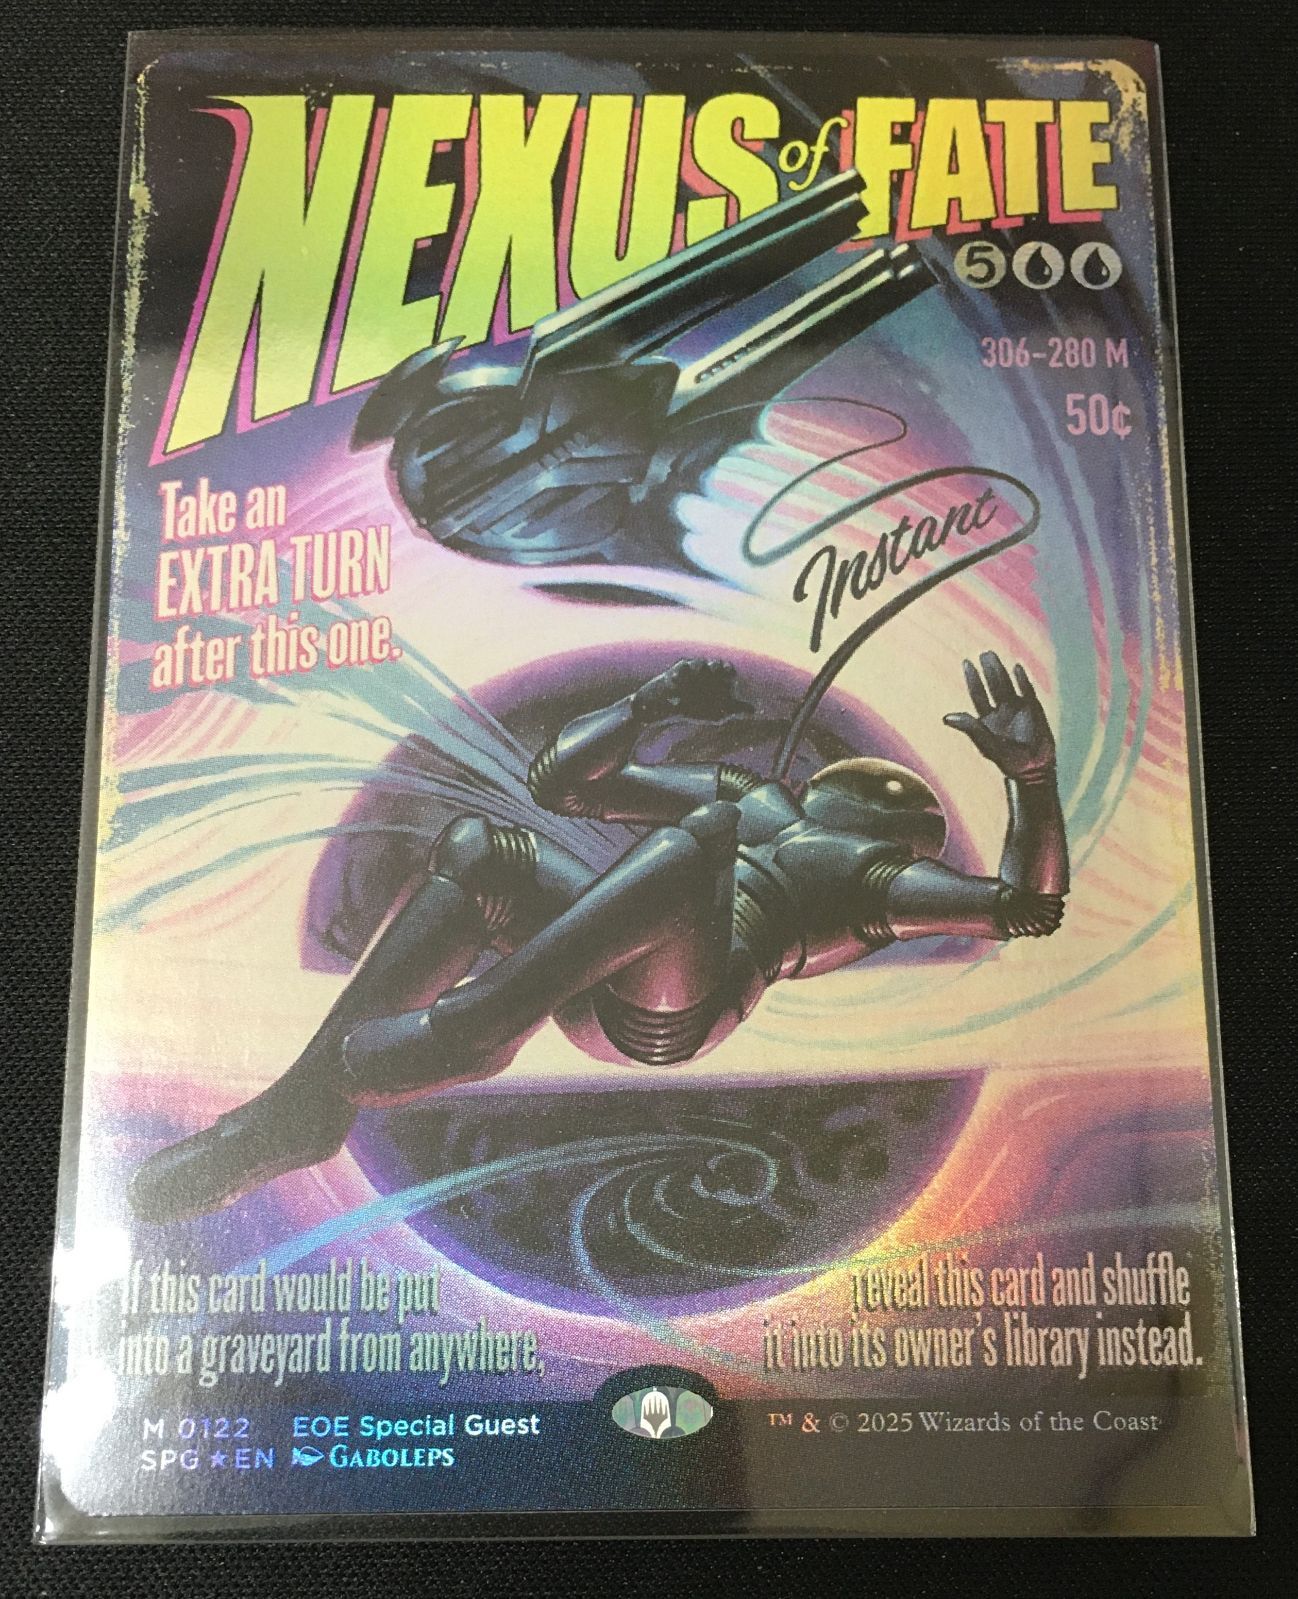 NEXUS of FATE
5
306-280 M
50¢
Take an
EXTRA TURN
after this one.
Instant
If this card would be put
into a graveyard from anywhere,
reveal this card and shuffle
it into its owner's library instead.
M 0122 EOE Special Guest
SPG ★ EN GABOLEPS
™ & © 2025 Wizards of the Coast